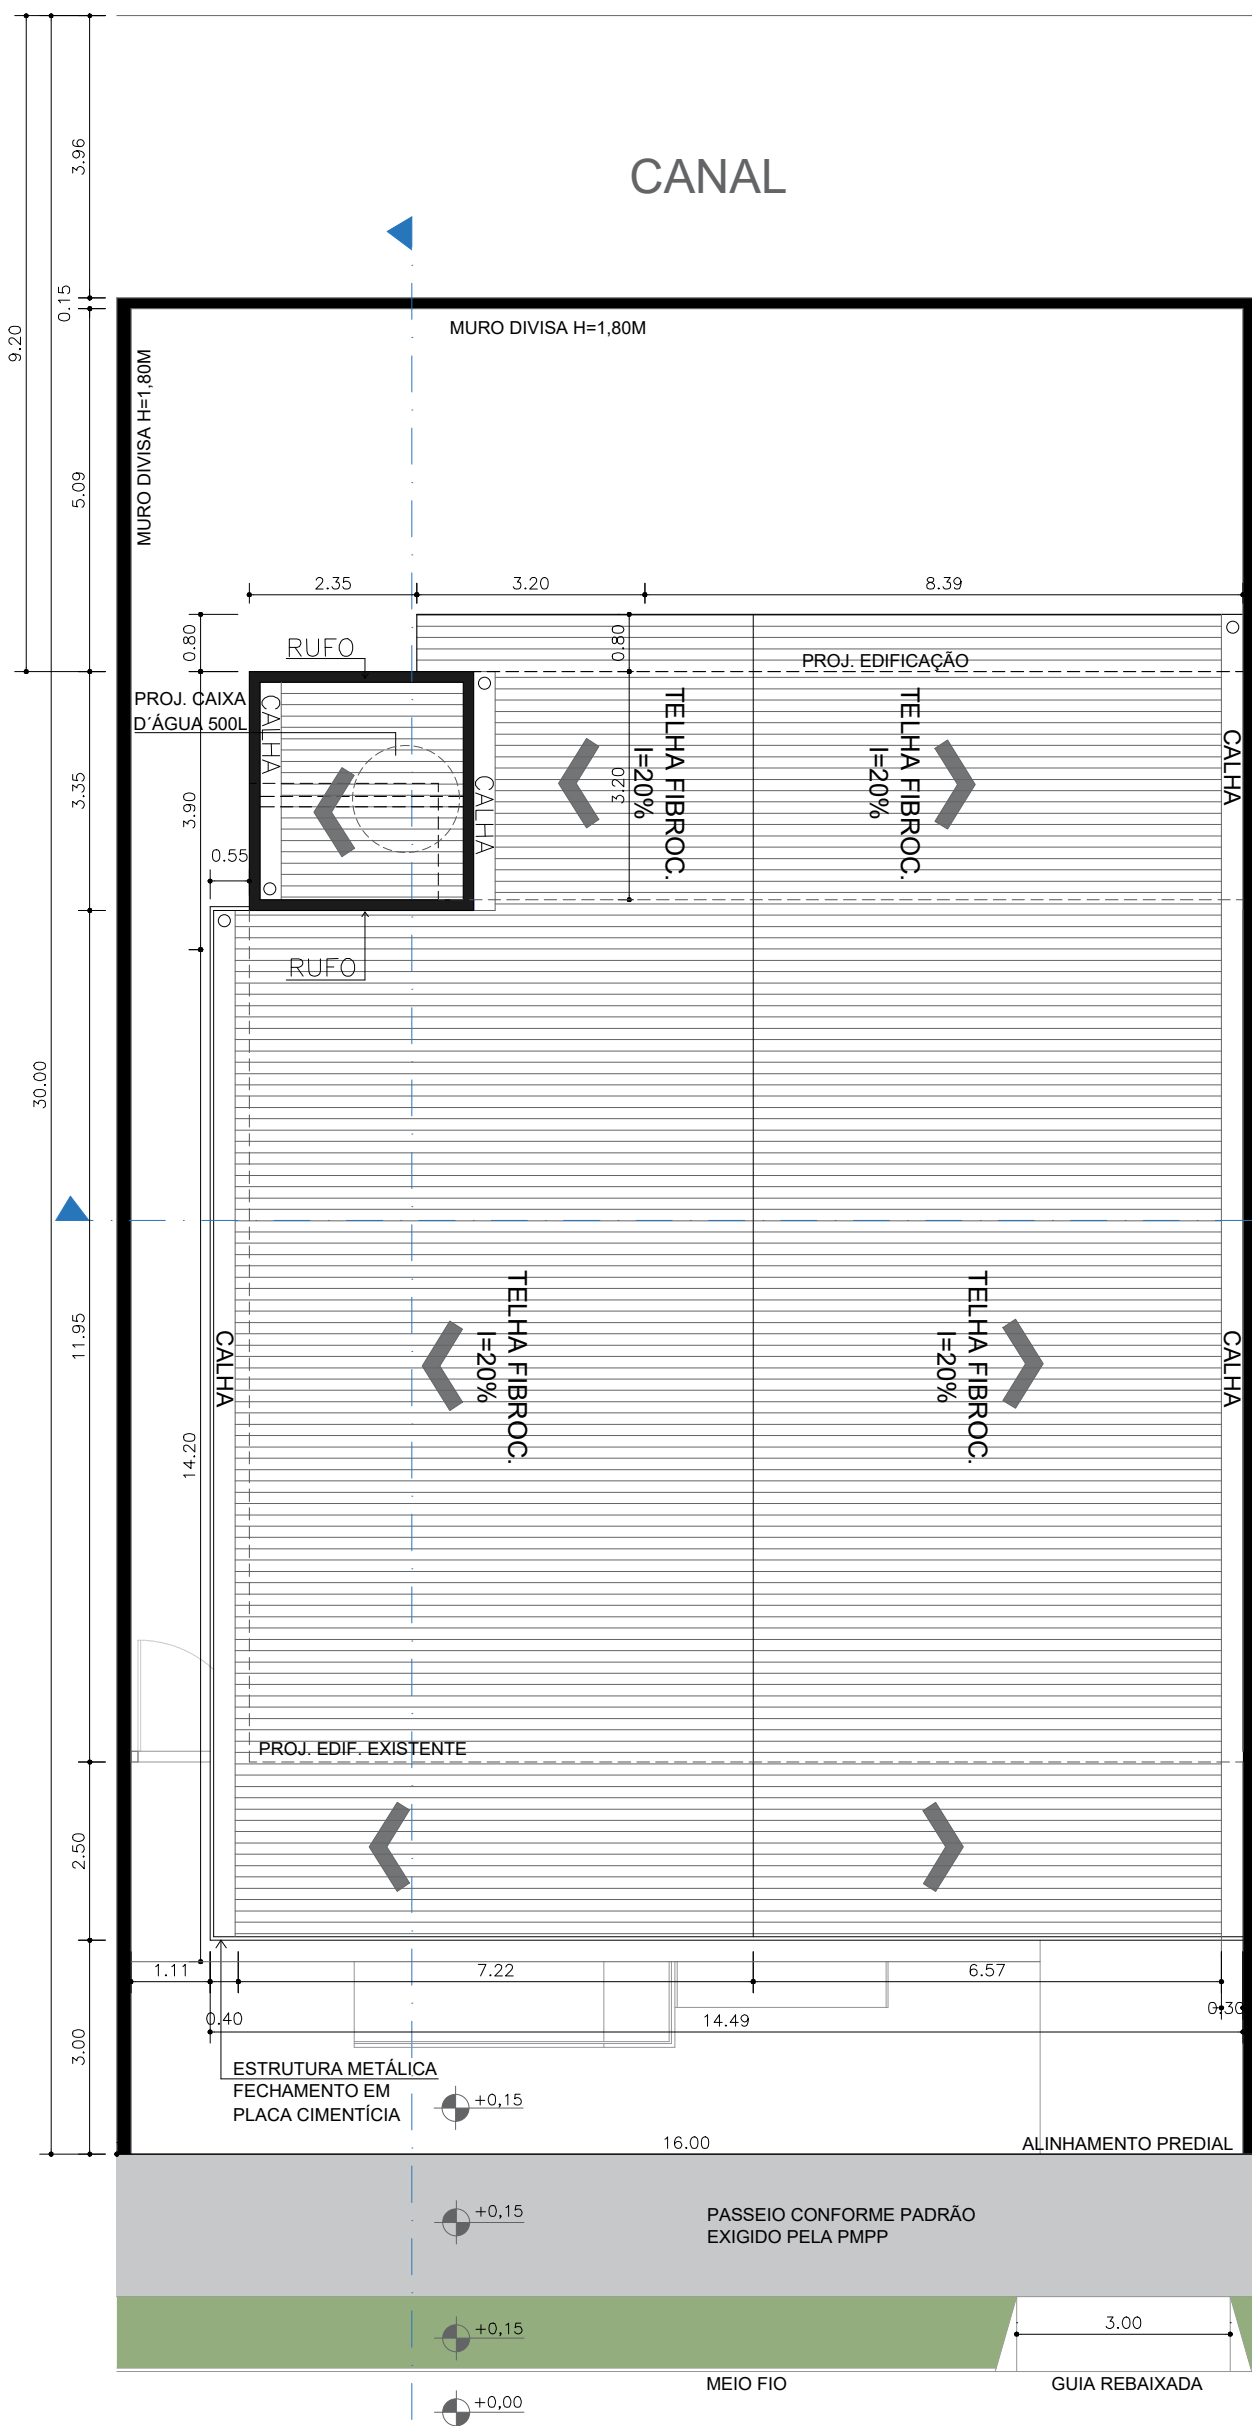 CANAL
3.96
0.15
9.20
MURO DIVISA H=1,80M
MURO DIVISA H=1,80M
5.09
2.35
3.20
8.39
0.80
RUFO
0.80
PROJ. EDIFICAÇÃO
PROJ. CAIXA
D´ÁGUA 500L
CALHA
TELHA FIBROC.
I=20%
TELHA FIBROC.
I=20%
CALHA
3.35
3.90
3.20
CALHA
0.55
RUFO
30.00
11.95
14.20
CALHA
TELHA FIBROC.
I=20%
TELHA FIBROC.
I=20%
CALHA
PROJ. EDIF. EXISTENTE
2.50
1.11
7.22
6.57
0.40
14.49
0.30
3.00
ESTRUTURA METÁLICA
FECHAMENTO EM
PLACA CIMENTÍCIA
+0,15
16.00
ALINHAMENTO PREDIAL
+0,15
PASSEIO CONFORME PADRÃO
EXIGIDO PELA PMPP
+0,15
3.00
MEIO FIO
GUIA REBAIXADA
+0,00